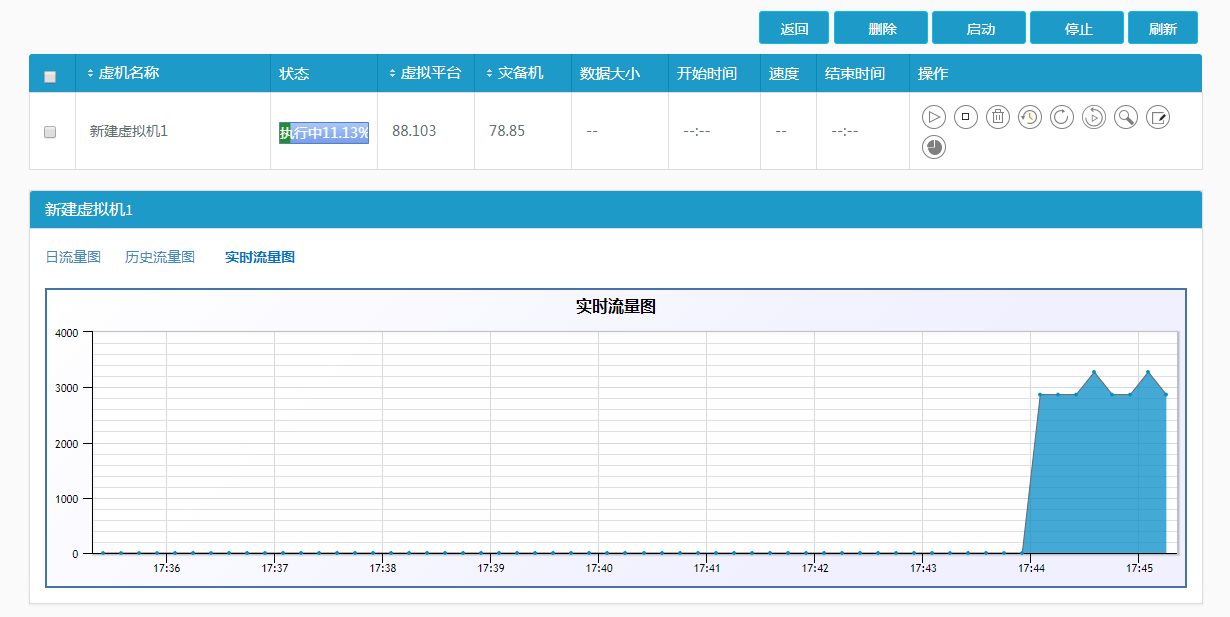 返回 删除 启动 停止 刷新
虚机名称 状态 虚拟平台 灾备机 数据大小 开始时间 速度 结束时间 操作
新建虚拟机1 执行中11.13% 88.103 78.85 -- --:-- -- --:--
新建虚拟机1
日流量图 历史流量图 实时流量图
实时流量图
4000
3000
2000
1000
0
17:36 17:37 17:38 17:39 17:40 17:41 17:42 17:43 17:44 17:45